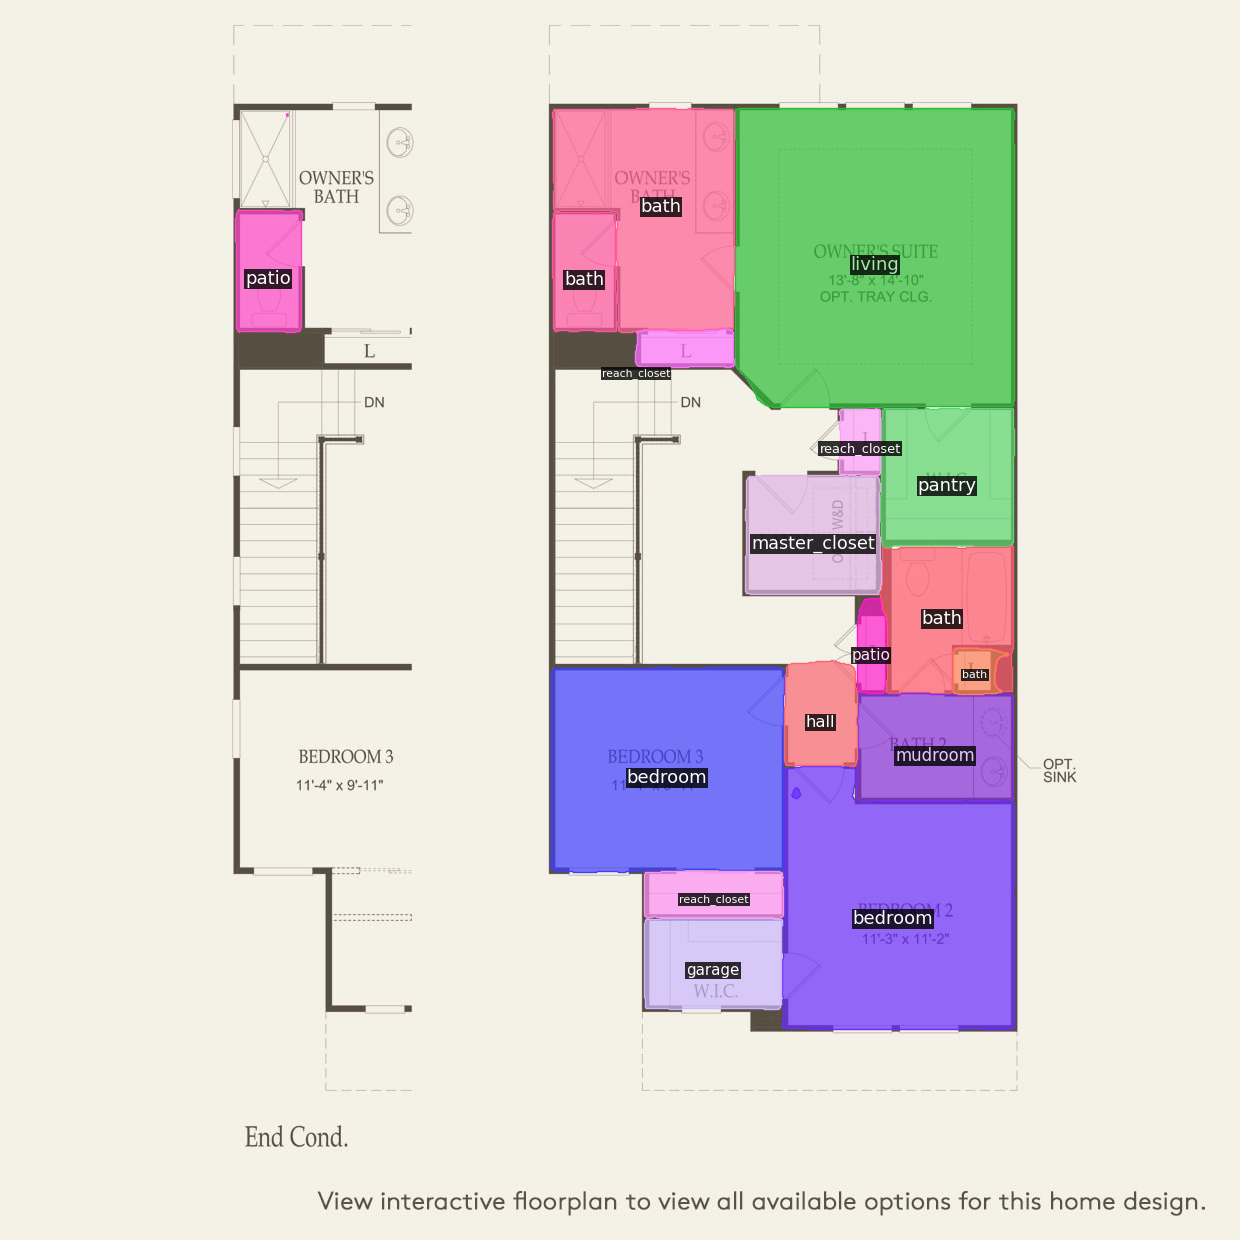 OWNER'S
BATH
patio
L
DN
BEDROOM 3
11'-4" x 9'-11"
OWNER'S
BATH
bath
bath
OWNER'S SUITE
living
13'-8" x 14'-10"
OPT. TRAY CLG.
L
reach_closet
DN
reach_closet
W.I.C.
pantry
W&D
master_closet
bath
patio
L
bath
hall
BATH 2
mudroom
OPT.
SINK
BEDROOM 3
bedroom
reach_closet
BEDROOM 2
bedroom
11'-3" x 11'-2"
garage
W.I.C.
End Cond.
View interactive floorplan to view all available options for this home design.